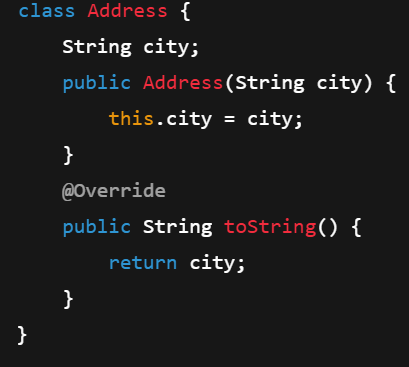 class Address {
    String city;
    public Address(String city) {
        this.city = city;
    }
    @Override
    public String toString() {
        return city;
    }
}